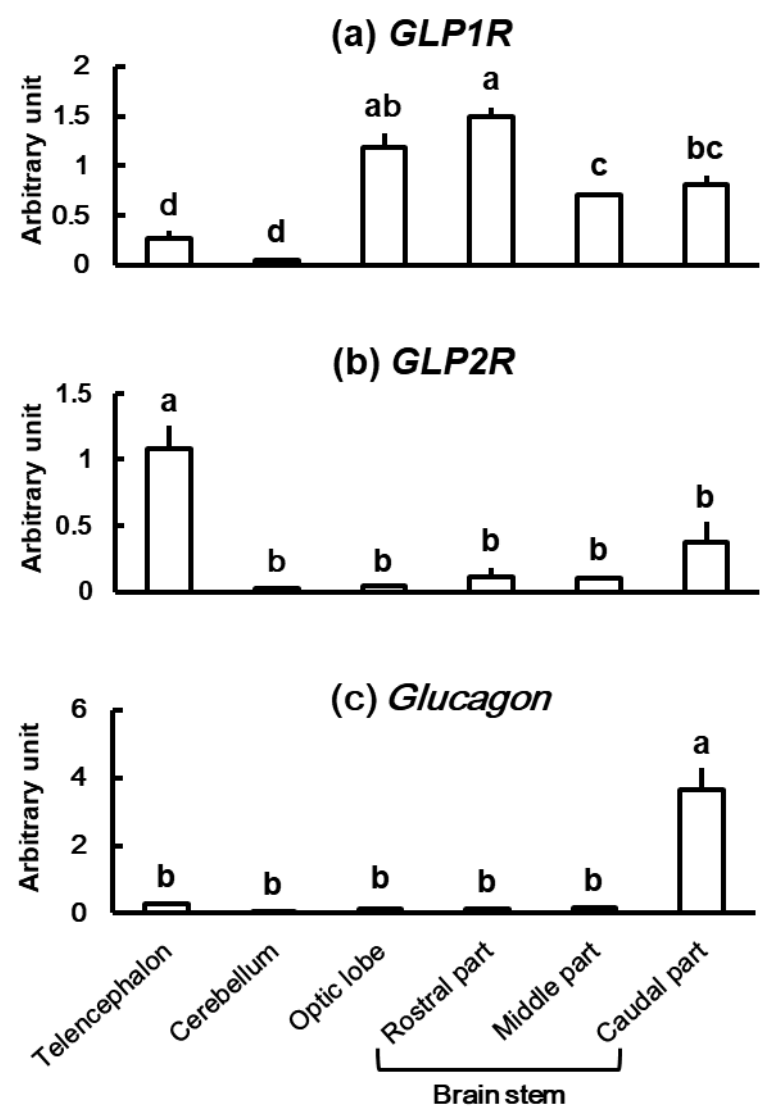 (a) GLP1R
Arbitrary unit
2
1.5
1
0.5
0
d
d
ab
a
c
bc
(b) GLP2R
Arbitrary unit
1.5
1
0.5
0
a
b
b
b
b
b
(c) Glucagon
Arbitrary unit
6
4
2
0
b
b
b
b
b
a
Telencephalon
Cerebellum
Optic lobe
Rostral part
Middle part
Caudal part
Brain stem